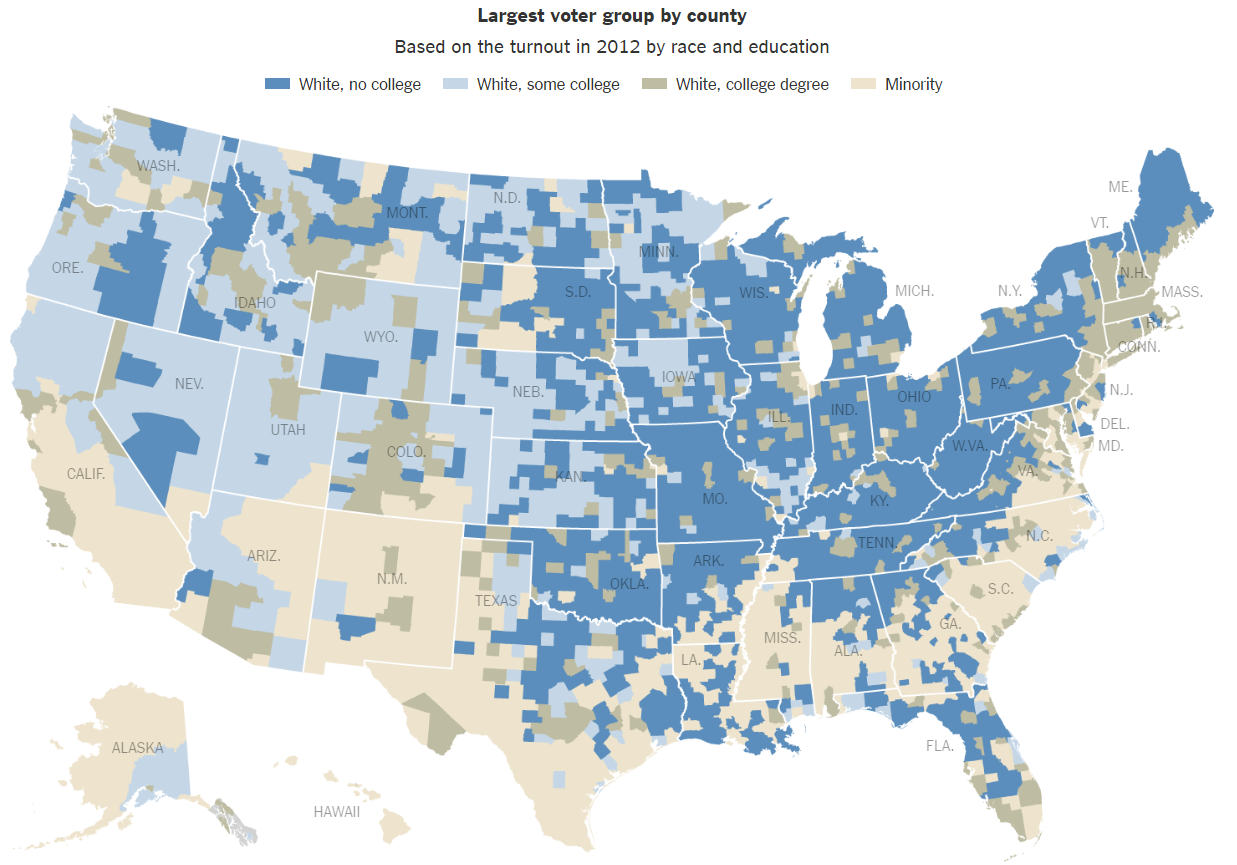 Largest voter group by county
Based on the turnout in 2012 by race and education
White, no college White, some college White, college degree Minority
WASH.
MONT.
N.D.
MINN.
ME.
VT.
N.H.
ORE.
IDAHO
S.D.
WIS.
MICH.
N.Y.
MASS.
R.I.
CONN.
WYO.
NEV.
NEB.
IOWA
ILL.
IND.
OHIO
PA.
N.J.
DEL.
MD.
UTAH
COLO.
CALIF.
KAN.
MO.
KY.
W.VA.
VA.
ARIZ.
N.M.
TEXAS
OKLA.
ARK.
TENN.
N.C.
S.C.
MISS.
ALA.
GA.
LA.
FLA.
ALASKA
HAWAII